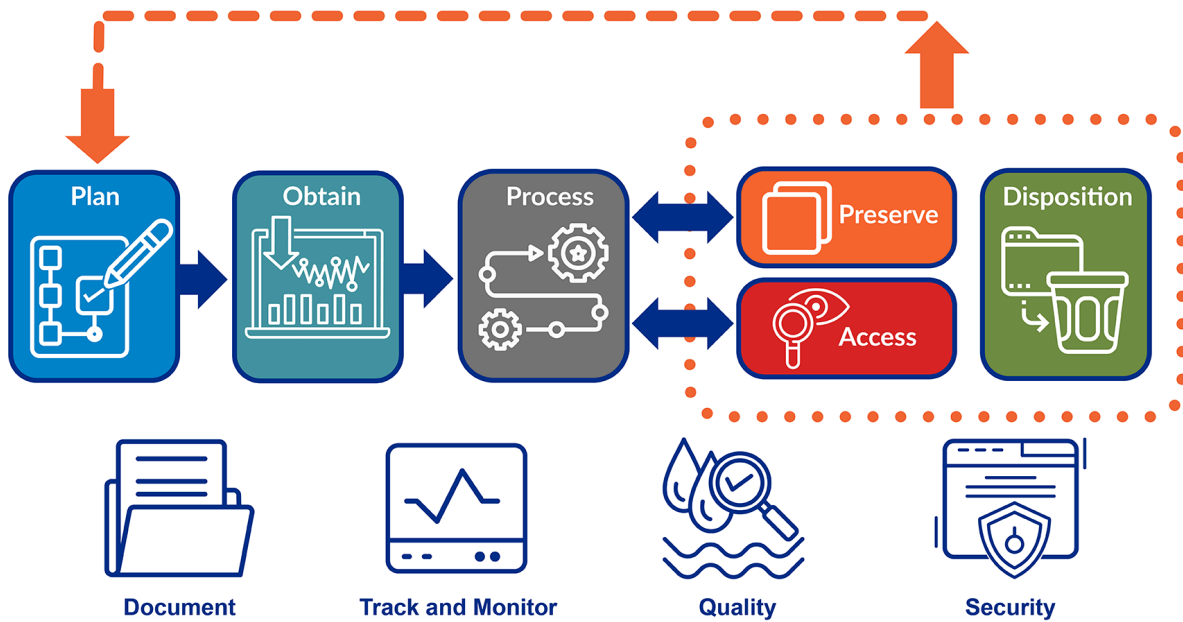 Plan
Obtain
Process
Preserve
Access
Disposition
Document
Track and Monitor
Quality
Security